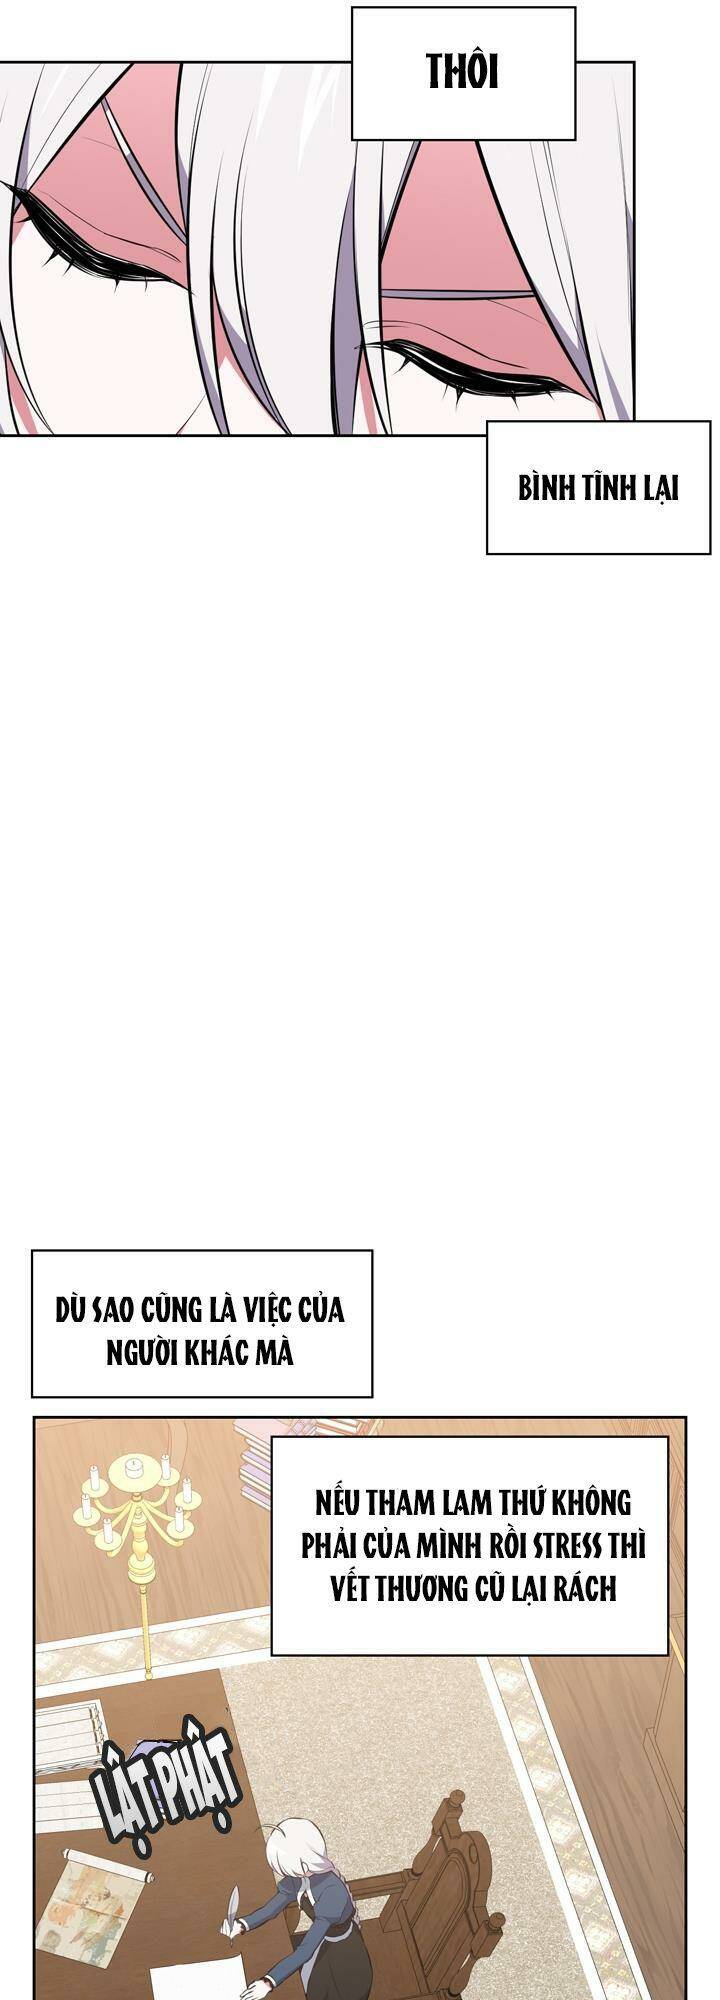 THÔI
BÌNH TĨNH LẠI
DÙ SAO CŨNG LÀ VIỆC CỦA
NGƯỜI KHÁC MÀ
NẾU THAM LAM THỨ KHÔNG
PHẢI CỦA MÌNH RỒI STRESS THÌ
VẾT THƯƠNG CŨ LẠI RÁCH
LẬT PHẬT